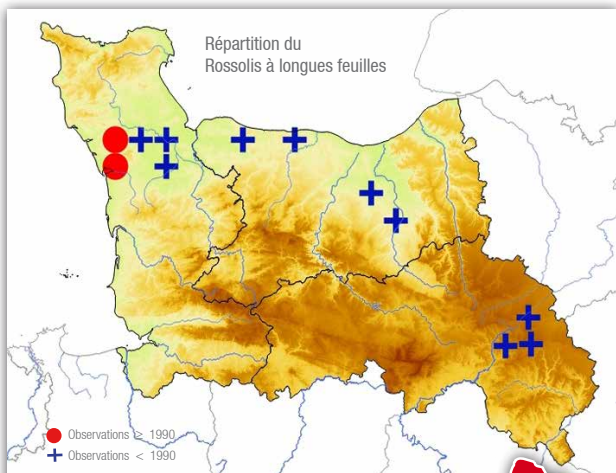 Répartition du
Rossolis à longues feuilles
Observations ≥ 1990
Observations < 1990